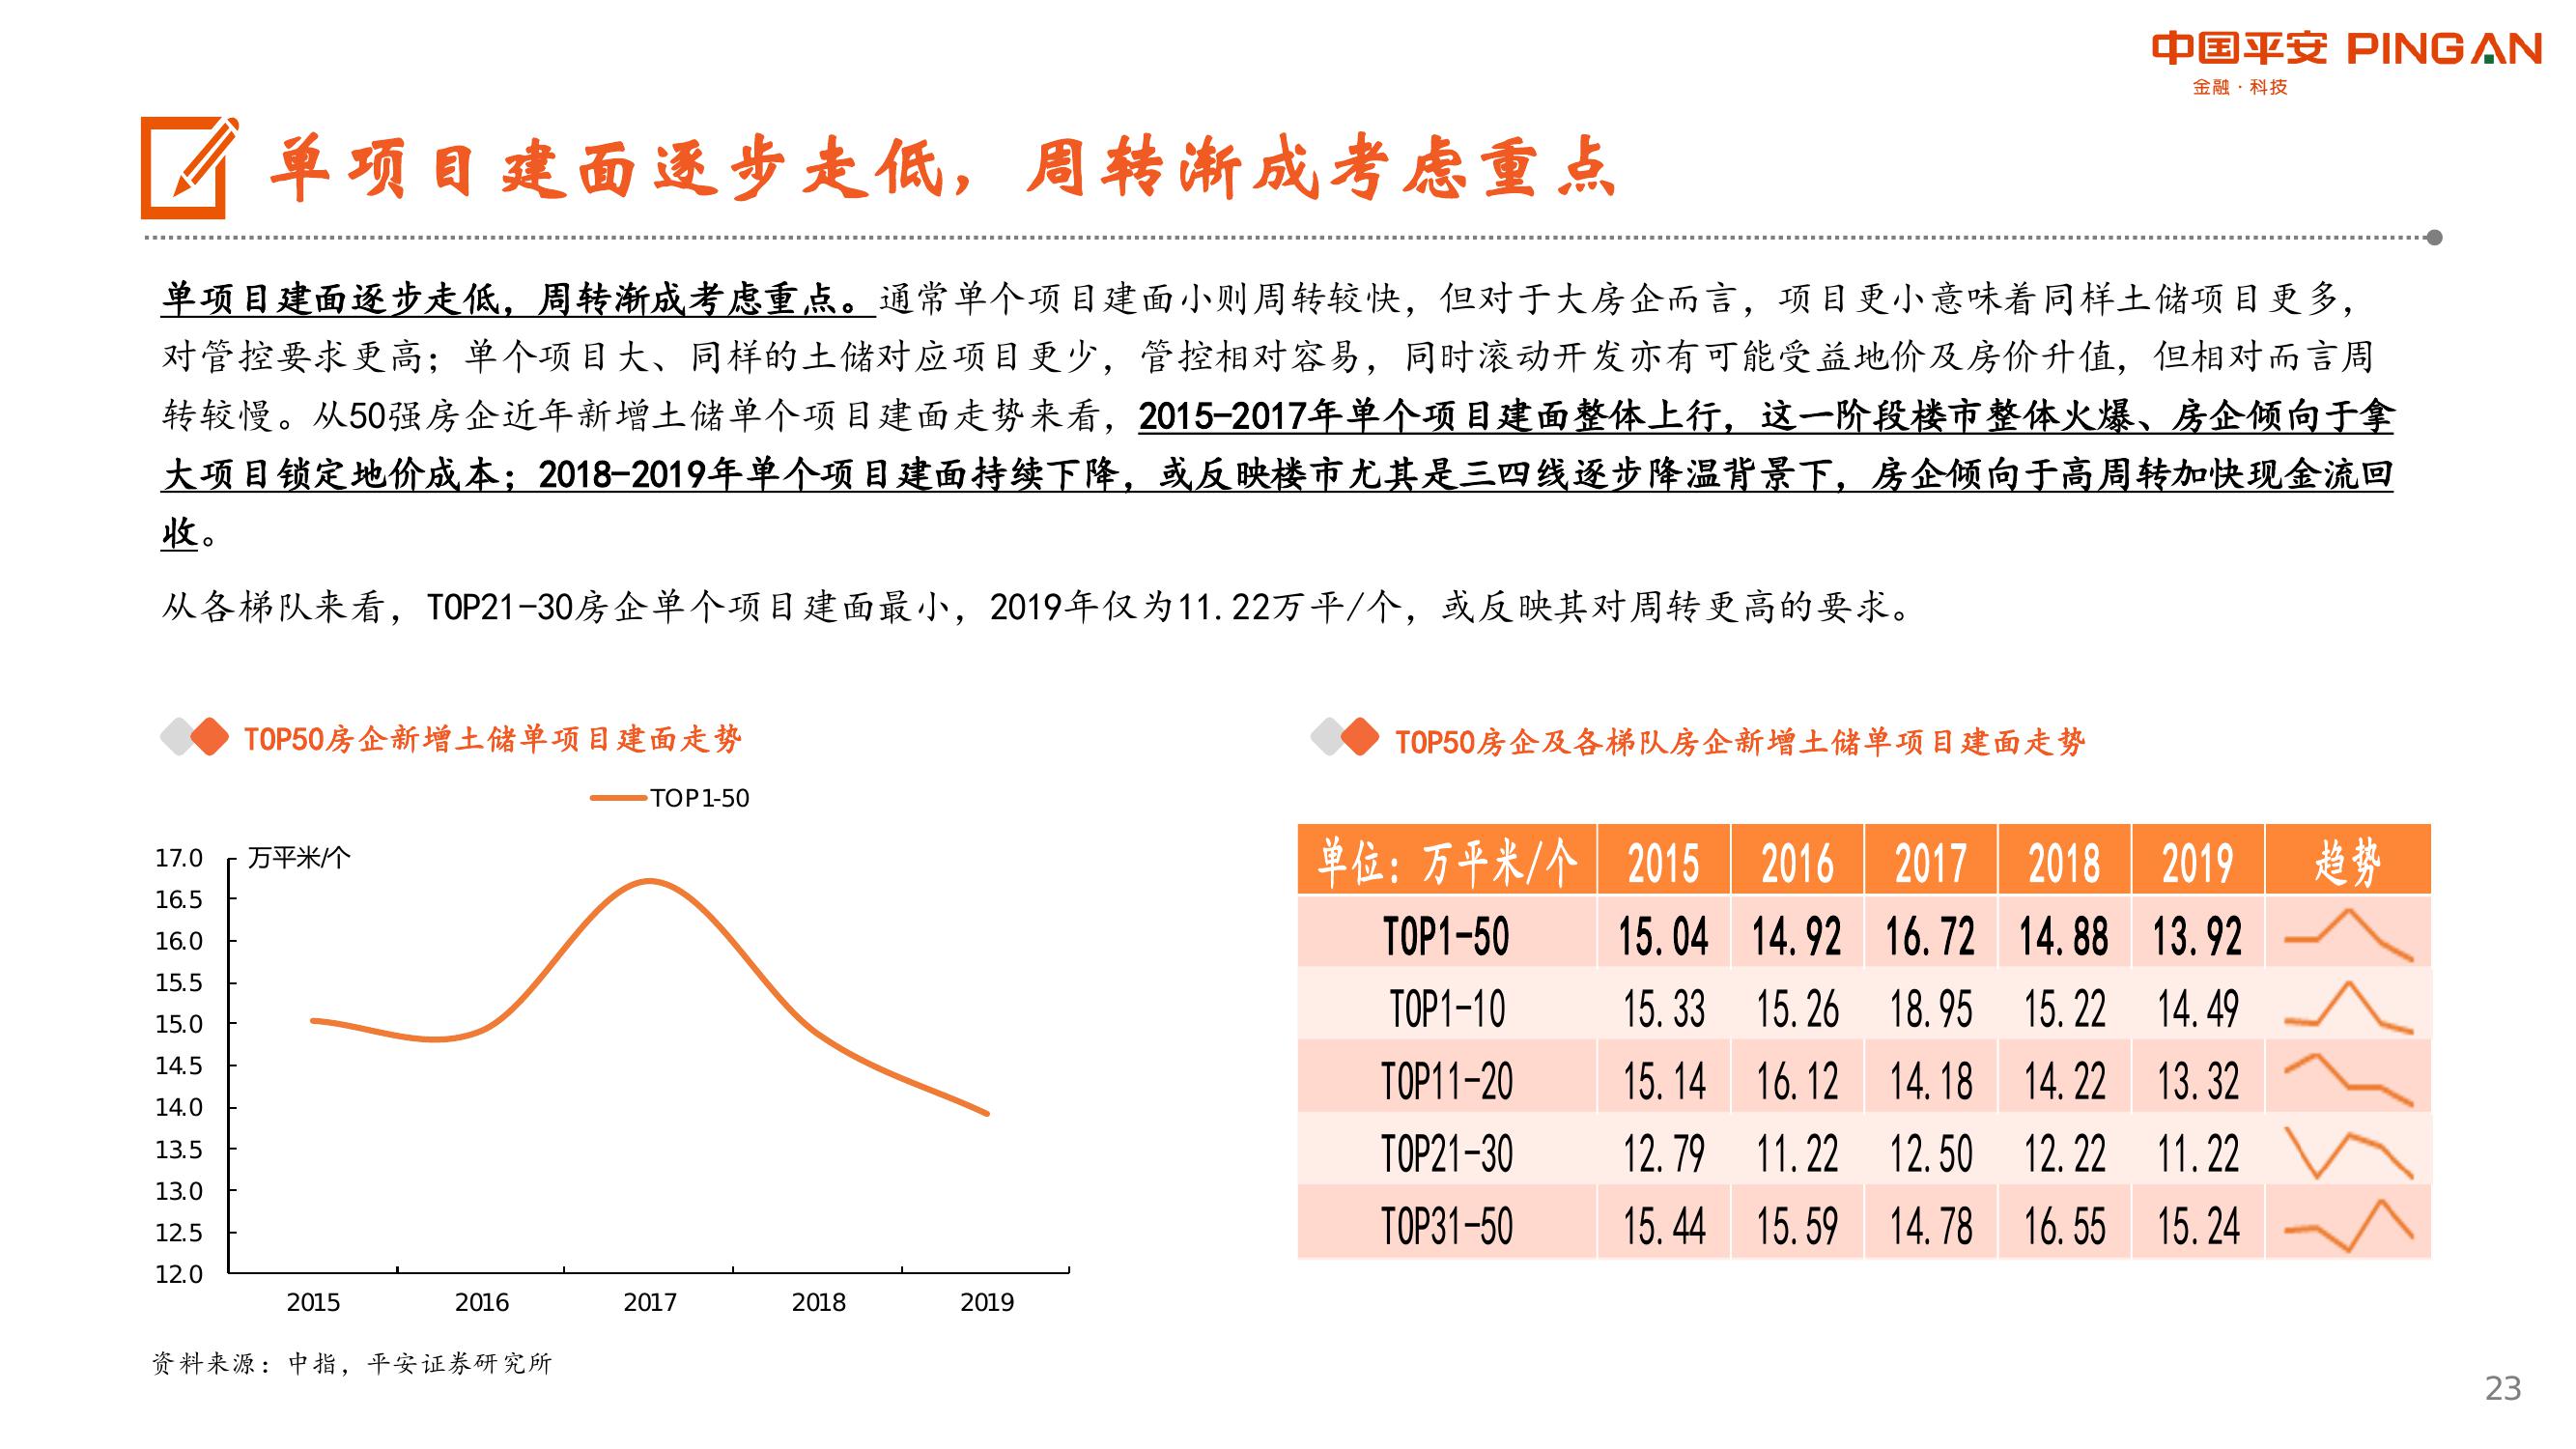 中国平安 PINGAN
金融·科技
单项目建面逐步走低，周转渐成考虑重点
单项目建面逐步走低，周转渐成考虑重点。通常单个项目建面小则周转较快，但对于大房企而言，项目更小意味着同样土储项目更多，
对管控要求更高；单个项目大、同样的土储对应项目更少，管控相对容易，同时滚动开发亦有可能受益地价及房价升值，但相对而言周
转较慢。从50强房企近年新增土储单个项目建面走势来看，2015-2017年单个项目建面整体上行，这一阶段楼市整体火爆、房企倾向于拿
大项目锁定地价成本；2018-2019年单个项目建面持续下降，或反映楼市尤其是三四线逐步降温背景下，房企倾向于高周转加快现金流回
收。
从各梯队来看，TOP21-30房企单个项目建面最小，2019年仅为11.22万平/个，或反映其对周转更高的要求。
TOP50房企新增土储单项目建面走势
TOP1-50
万平米/个
17.0
16.5
16.0
15.5
15.0
14.5
14.0
13.5
13.0
12.5
12.0
2015 2016 2017 2018 2019
TOP50房企及各梯队房企新增土储单项目建面走势
单位：万平米/个 2015 2016 2017 2018 2019 趋势
TOP1-50 15.04 14.92 16.72 14.88 13.92
TOP1-10 15.33 15.26 18.95 15.22 14.49
TOP11-20 15.14 16.12 14.18 14.22 13.32
TOP21-30 12.79 11.22 12.50 12.22 11.22
TOP31-50 15.44 15.59 14.78 16.55 15.24
资料来源：中指，平安证券研究所
23